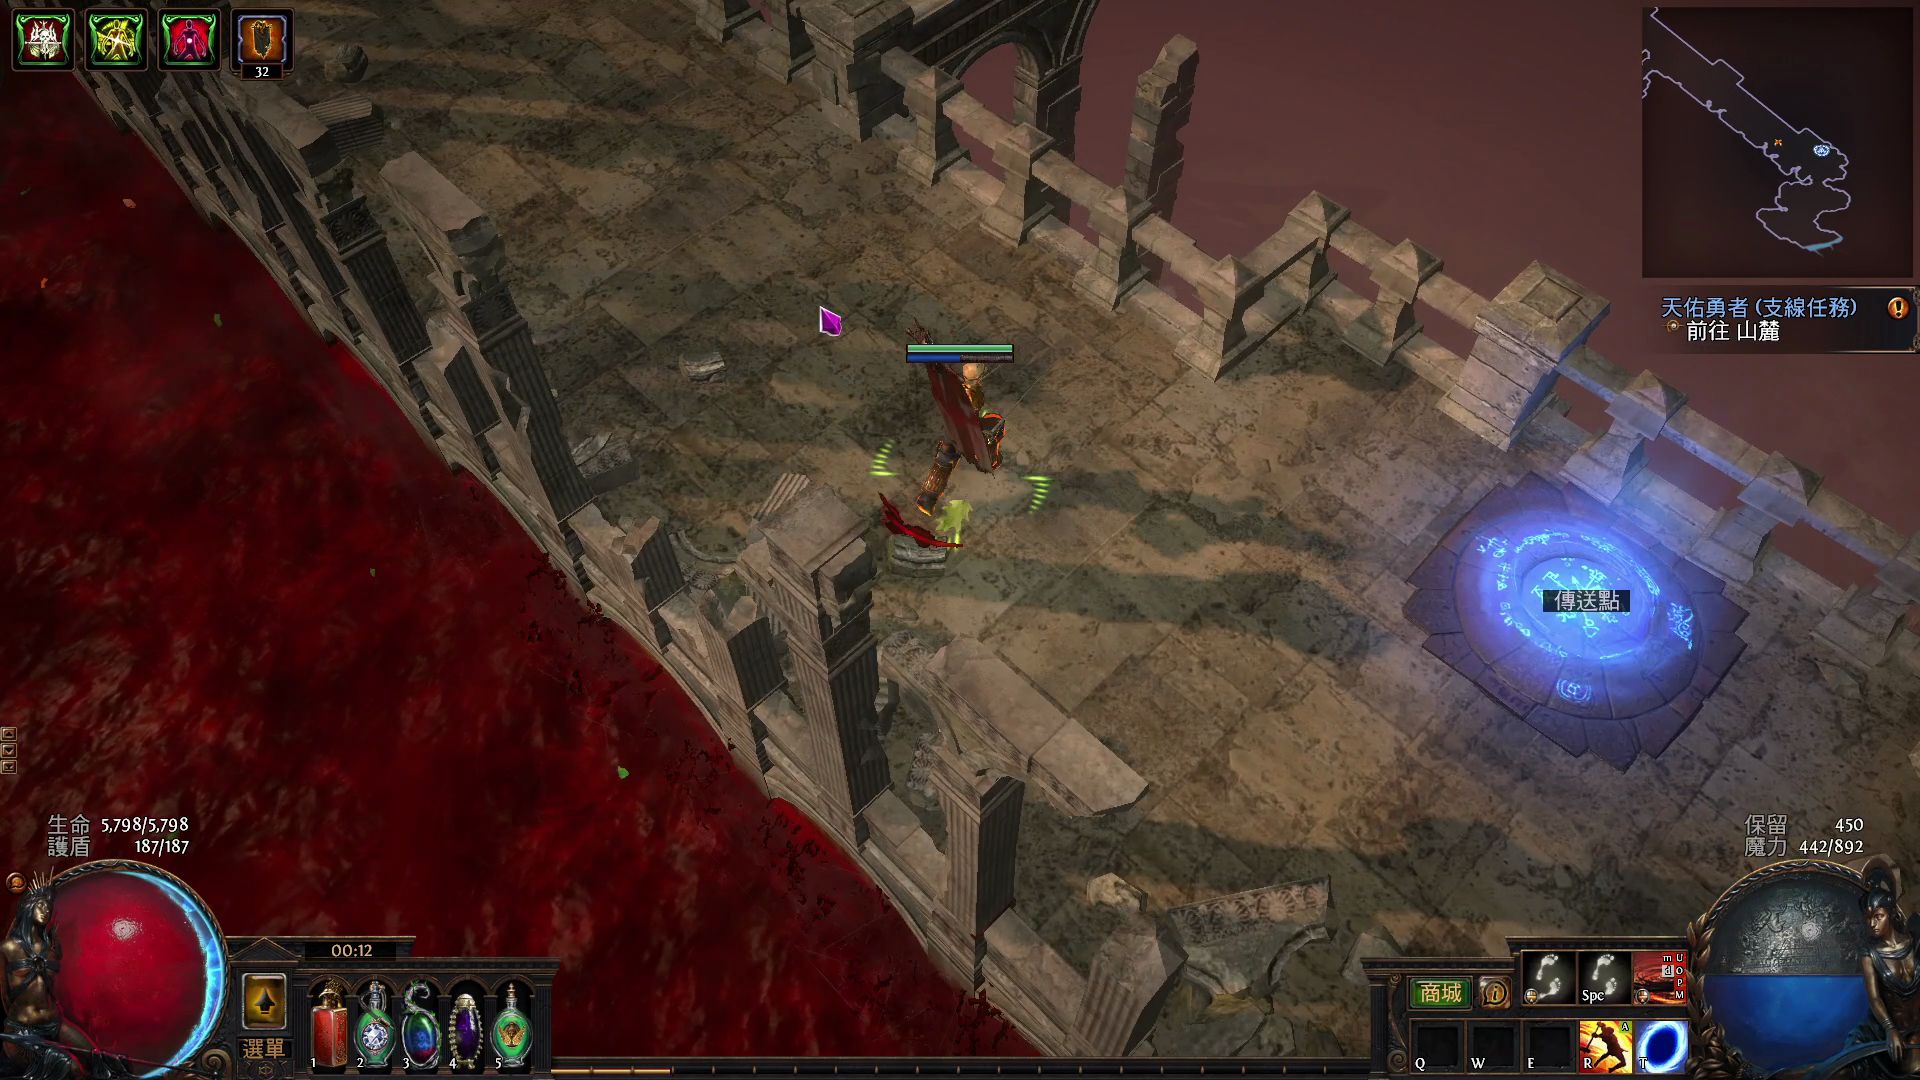 32
天佑勇者 (支線任務)
前往 山麓
傳送點
生命 5,798/5,798
護盾 187/187
保留 450
魔力 442/892
00:12
選單
1
2
3
4
5
商城
Spc
m U
d O
P
M
Q
W
E
R
A
T